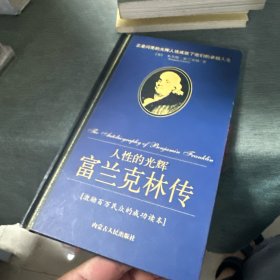 The Autobiography of Benjamin Franklin
人性的光辉
富兰克林传
[激励百万民众的成功读本]
内蒙古人民出版社